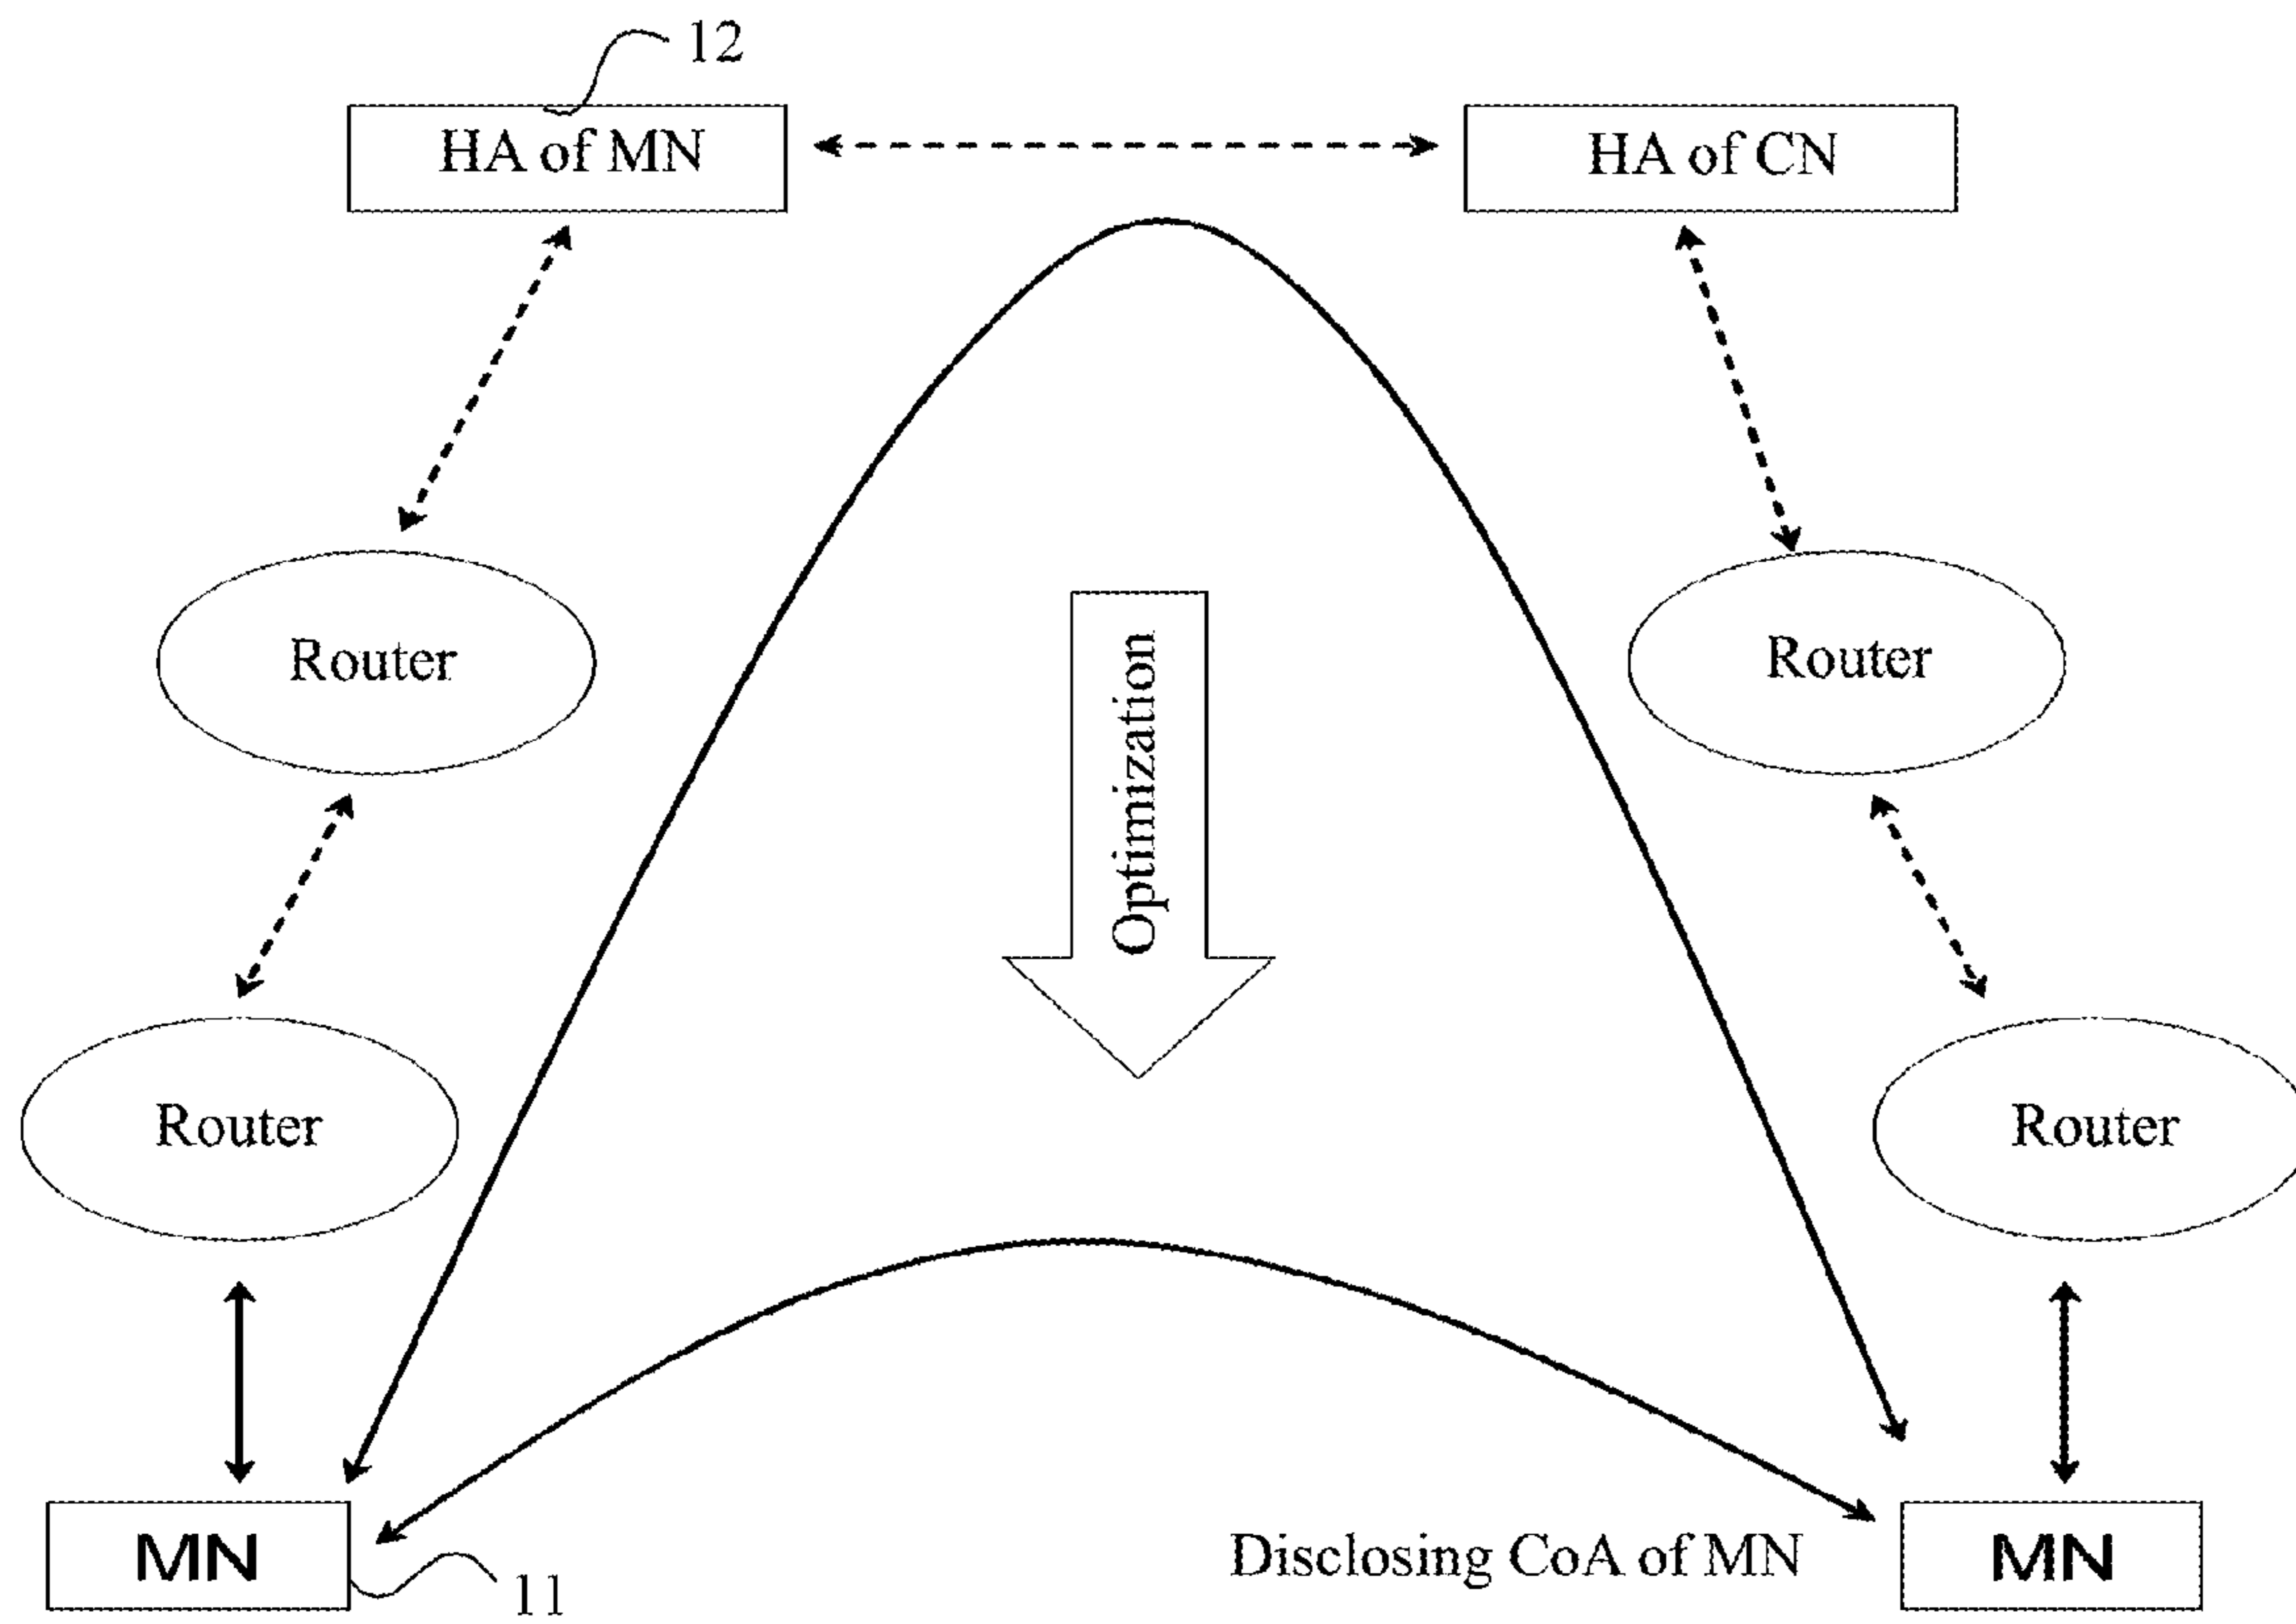 12
HA of MN
HA of CN
Router
Router
Optimization
Router
Router
MN
Disclosing CoA of MN
MN
11